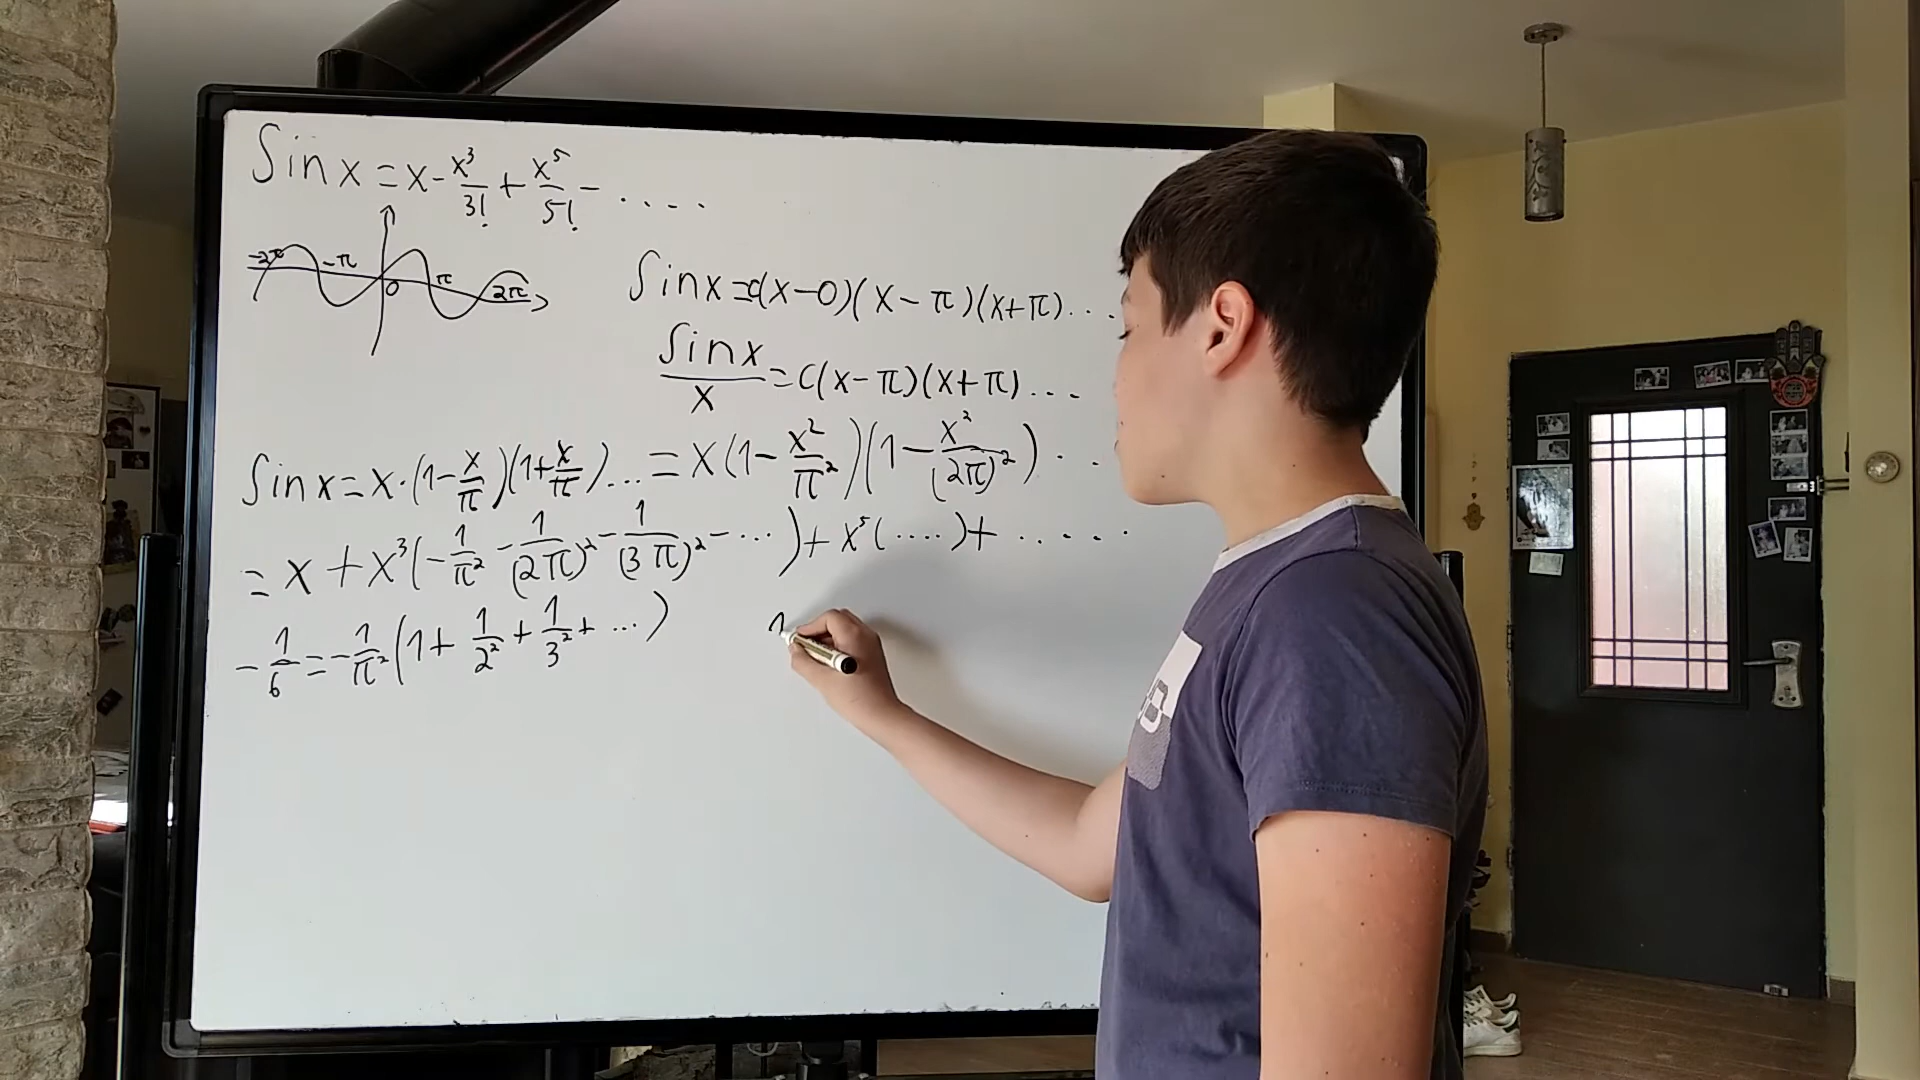 Sin x = x - x³/3! + x⁵/5! - ....
-2π -π 0 π 2π
Sin x = c(x-0)(x-π)(x+π)...
Sin x/x = c(x-π)(x+π)...
Sin x = x·(1-x/π)(1+x/π)... = x(1-x²/π²)(1-x²/(2π)²)...
= x + x³(-1/π² - 1/(2π)² - 1/(3π)² - ...) + x⁵(....) + .....
-1/6 = -1/π²(1 + 1/2² + 1/3² + ...) 1